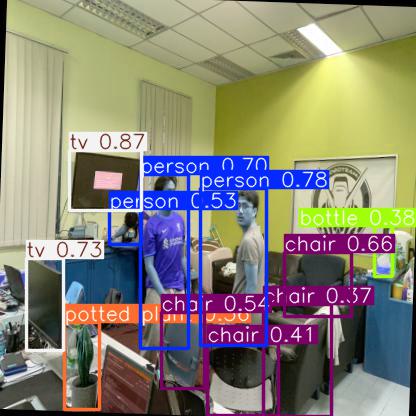 tv 0.87
person 0.70
person 0.78
person 0.53
bottle 0.38
chair 0.66
tv 0.73
chair 0.37
chair 0.54
potted plant 0.36
chair 0.41